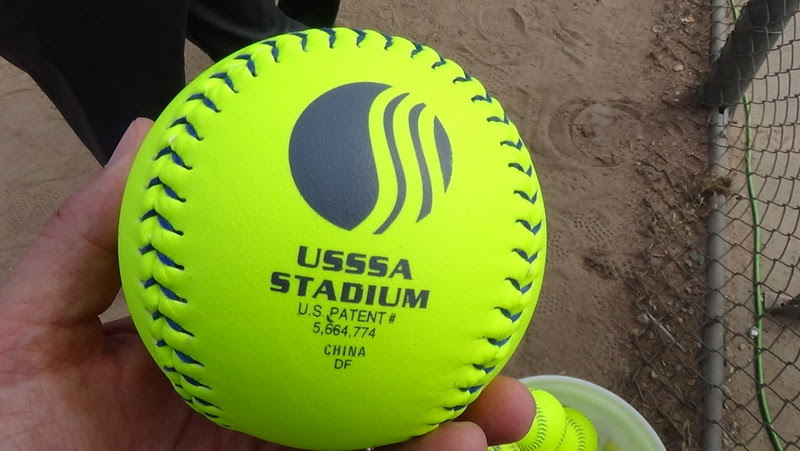 USSSA
STADIUM
U.S. PATENT #
5,664,774
CHINA
DF